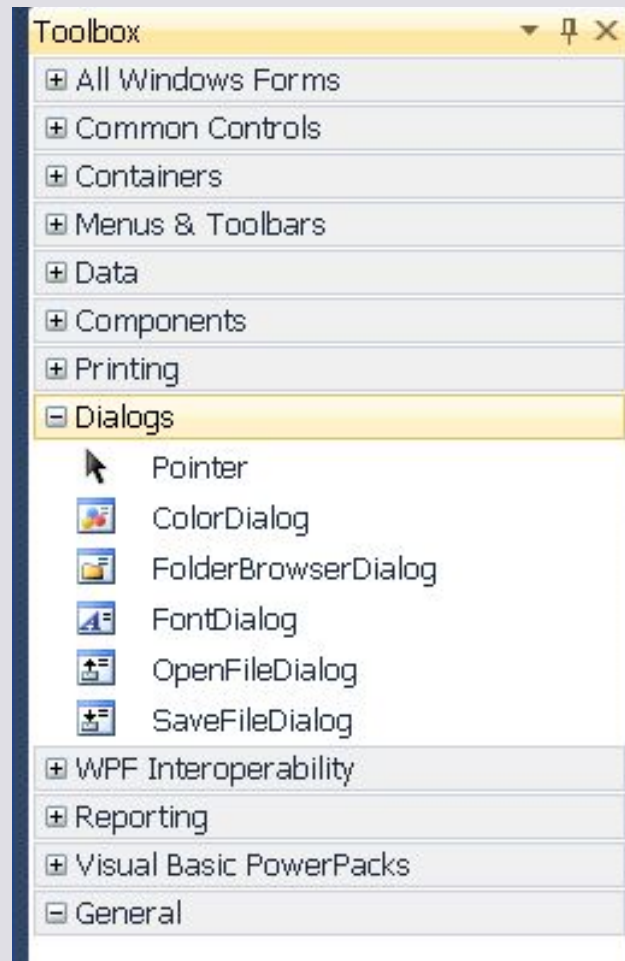 Toolbox
All Windows Forms
Common Controls
Containers
Menus & Toolbars
Data
Components
Printing
Dialogs
Pointer
ColorDialog
FolderBrowserDialog
FontDialog
OpenFileDialog
SaveFileDialog
WPF Interoperability
Reporting
Visual Basic PowerPacks
General